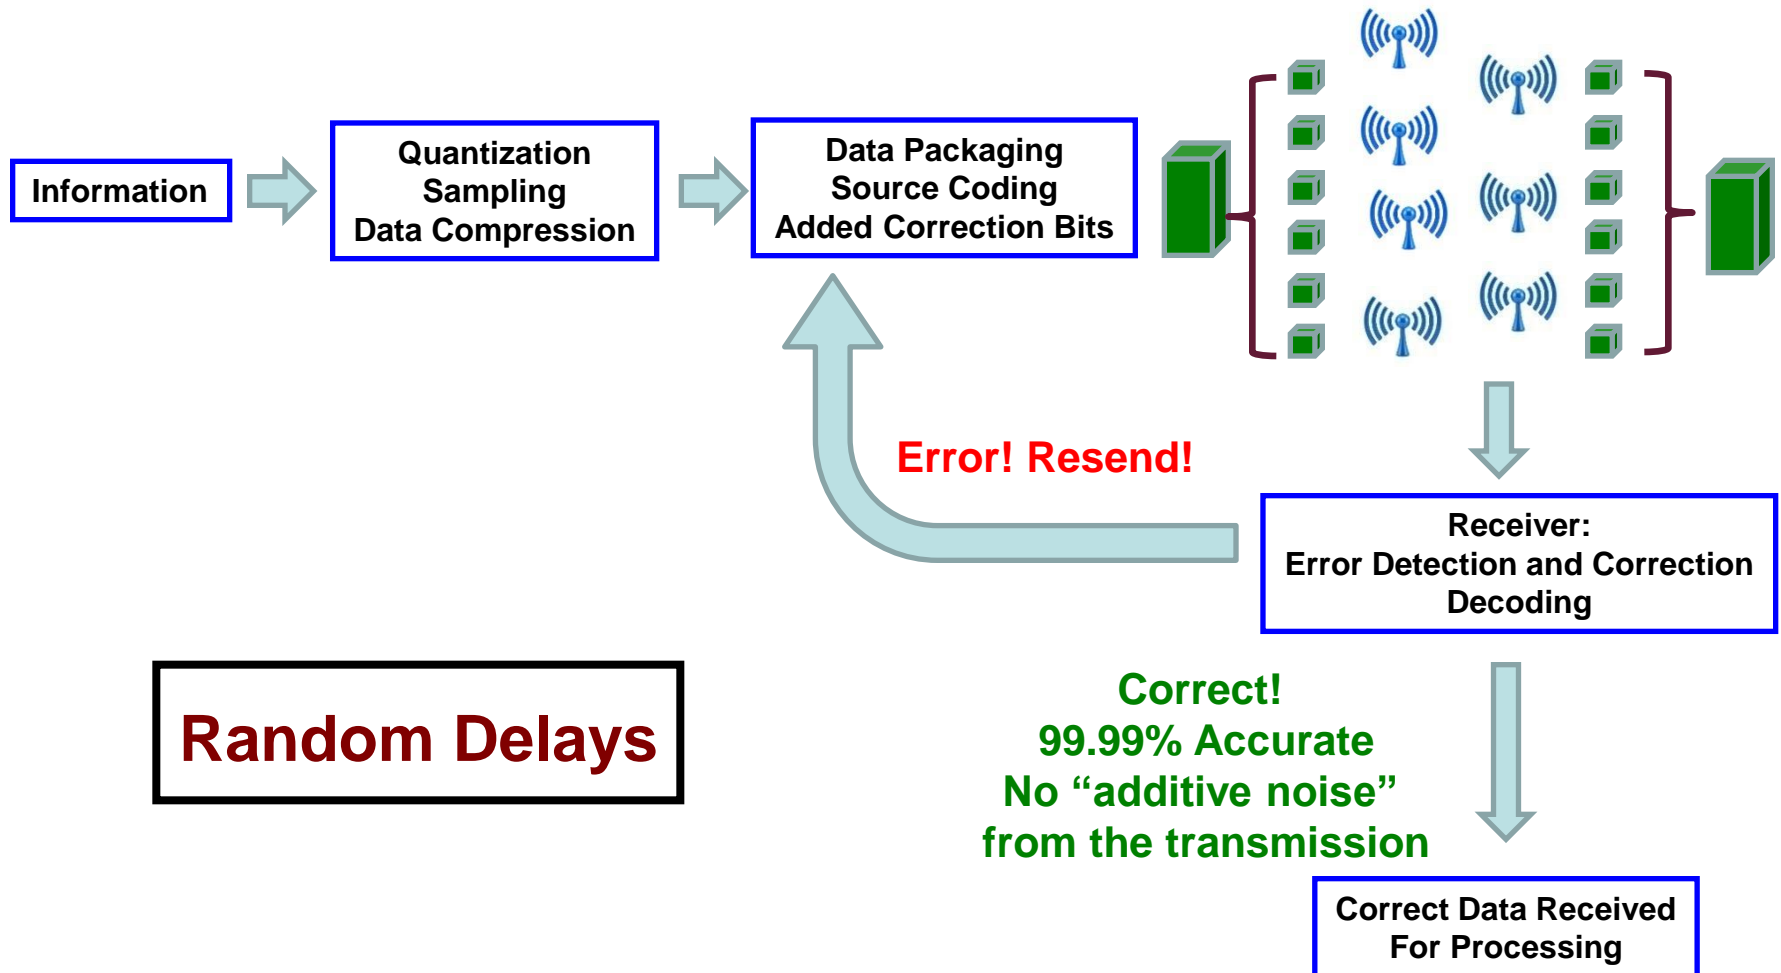 Information
Quantization
Sampling
Data Compression
Data Packaging
Source Coding
Added Correction Bits
Error! Resend!
Receiver:
Error Detection and Correction
Decoding
Random Delays
Correct!
99.99% Accurate
No “additive noise”
from the transmission
Correct Data Received
For Processing